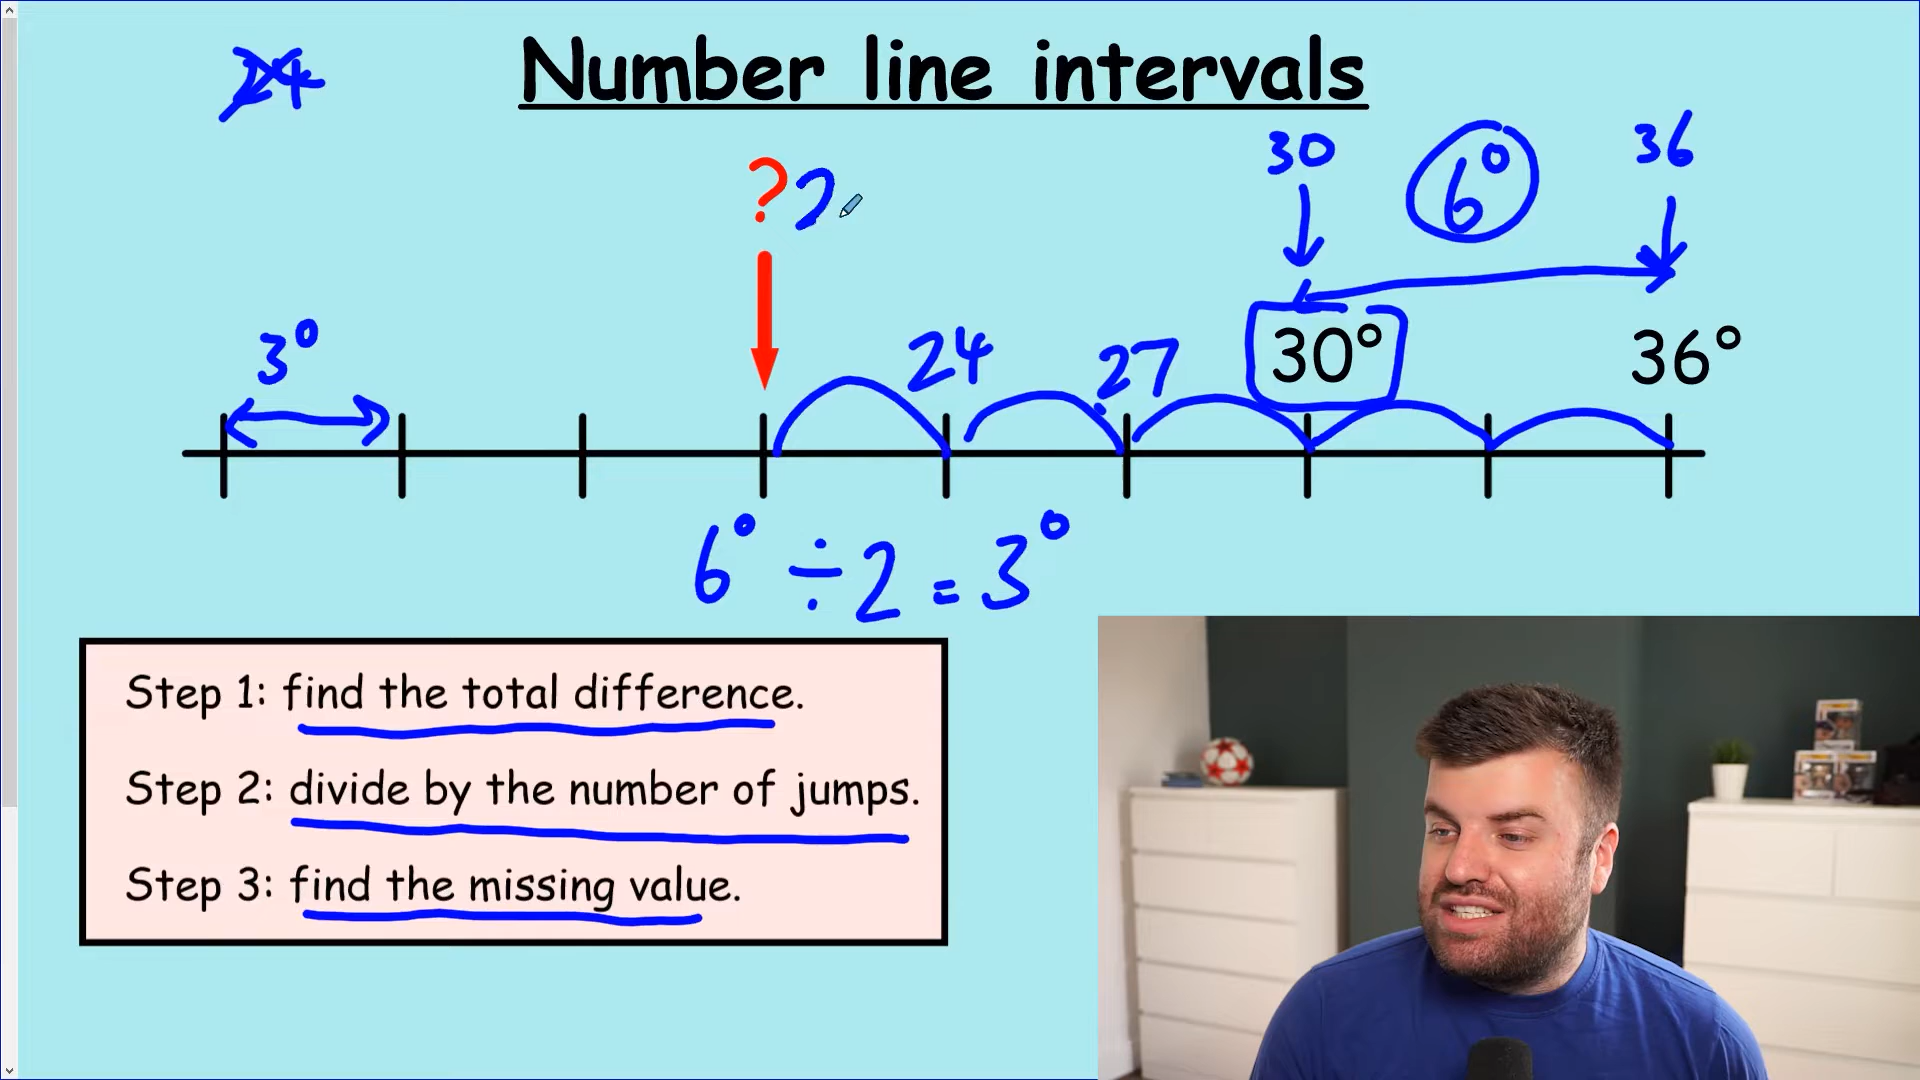 Number line intervals
24
30
6°
36
? 2
3°
24
27
30°
36°
6° ÷ 2 = 3°
Step 1: find the total difference.
Step 2: divide by the number of jumps.
Step 3: find the missing value.